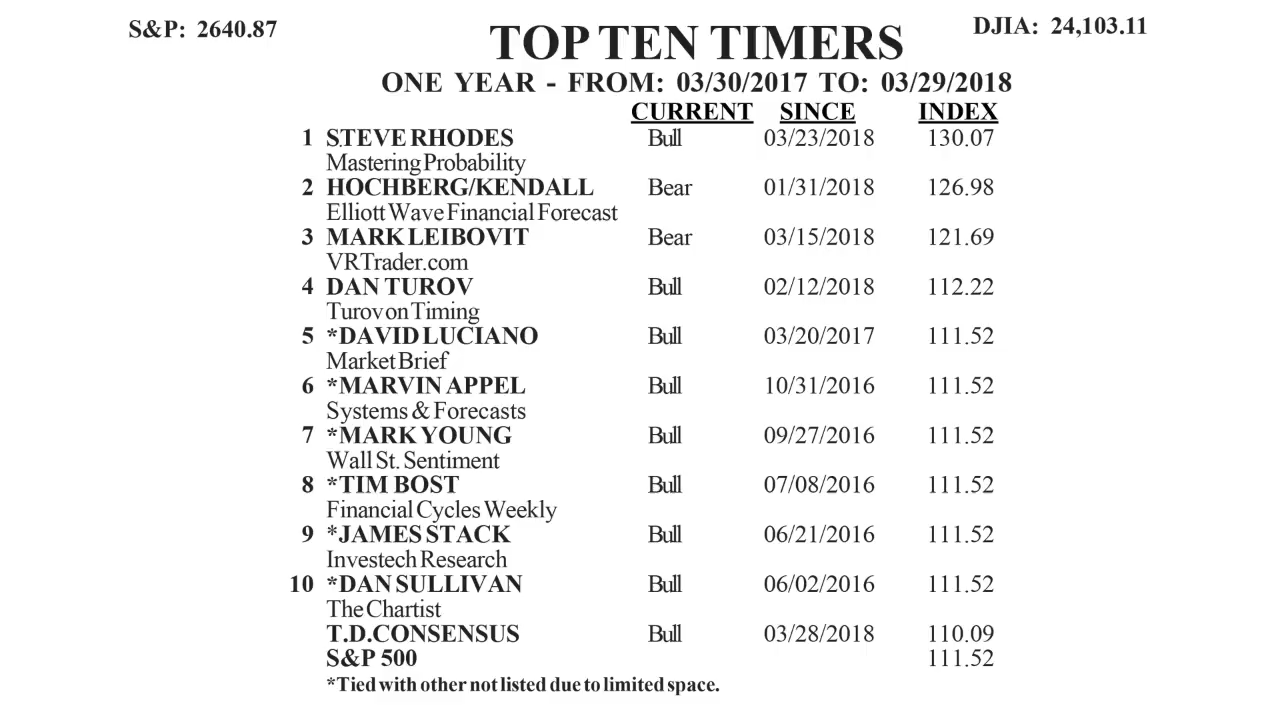 S&P: 2640.87
DJIA: 24,103.11
TOP TEN TIMERS
ONE YEAR - FROM: 03/30/2017 TO: 03/29/2018
CURRENT SINCE INDEX
1 STEVE RHODES Bull 03/23/2018 130.07
Mastering Probability
2 HOCHBERG/KENDALL Bear 01/31/2018 126.98
Elliott Wave Financial Forecast
3 MARK LEIBOVIT Bear 03/15/2018 121.69
VRTrader.com
4 DAN TUROV Bull 02/12/2018 112.22
Turov on Timing
5 *DAVID LUCIANO Bull 03/20/2017 111.52
Market Brief
6 *MARVIN APPEL Bull 10/31/2016 111.52
Systems & Forecasts
7 *MARK YOUNG Bull 09/27/2016 111.52
Wall St. Sentiment
8 *TIM BOST Bull 07/08/2016 111.52
Financial Cycles Weekly
9 *JAMES STACK Bull 06/21/2016 111.52
Investech Research
10 *DAN SULLIVAN Bull 06/02/2016 111.52
The Chartist
T.D.CONSENSUS Bull 03/28/2018 110.09
S&P 500 111.52
*Tied with other not listed due to limited space.